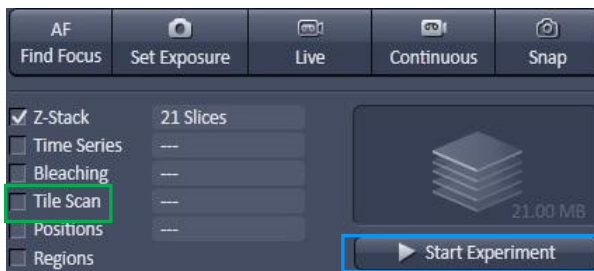 AF
Find Focus
Set Exposure
Live
Continuous
Snap
Z-Stack 21 Slices
Time Series ---
Bleaching ---
Tile Scan ---
Positions ---
Regions
21.00 MB
Start Experiment